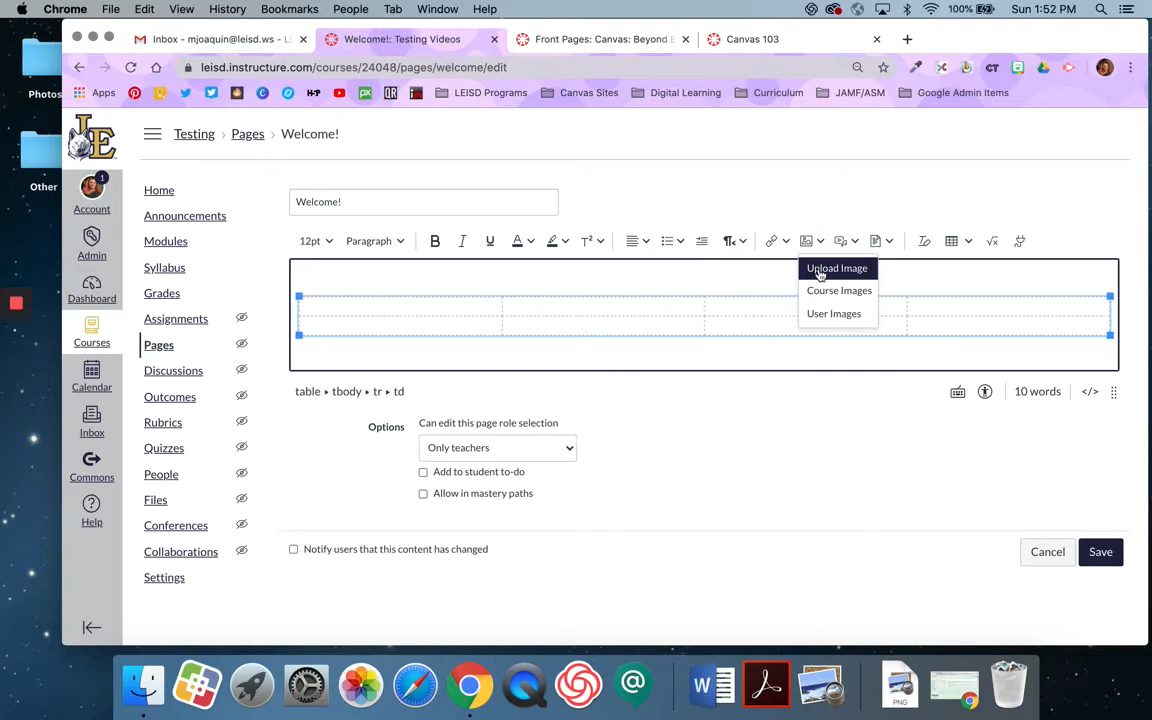 Chrome File Edit View History Bookmarks People Tab Window Help 100% Sun 1:52 PM
Inbox - mjoaquin@leisd.ws - L Welcome!: Testing Videos Front Pages: Canvas: Beyond B Canvas 103
leisd.instructure.com/courses/24048/pages/welcome/edit
Apps LEISD Programs Canvas Sites Digital Learning Curriculum JAMF/ASM Google Admin Items
Photos
Other
LE
Testing › Pages › Welcome!
1
Account
Admin
Dashboard
Courses
Calendar
Inbox
Commons
Help
Home
Announcements
Modules
Syllabus
Grades
Assignments
Pages
Discussions
Outcomes
Rubrics
Quizzes
People
Files
Conferences
Collaborations
Settings
Welcome!
12pt Paragraph B I U A T²
Upload Image
Course Images
User Images
table ▸ tbody ▸ tr ▸ td 10 words </>
Options Can edit this page role selection
Only teachers
Add to student to-do
Allow in mastery paths
Notify users that this content has changed
Cancel Save
W
PNG